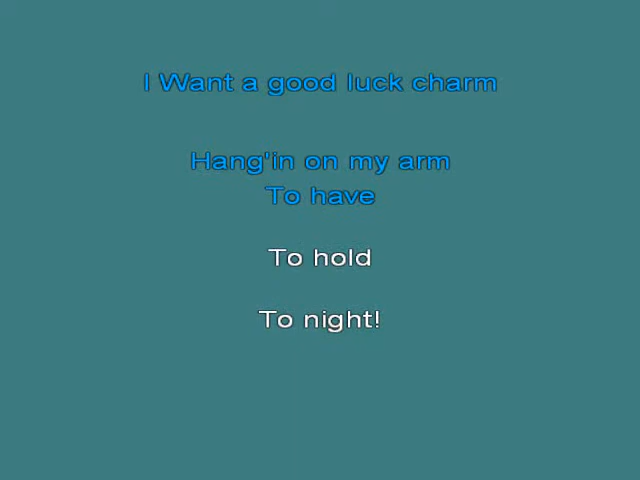 I Want a good luck charm
Hang'in on my arm
To have
To hold
To night!